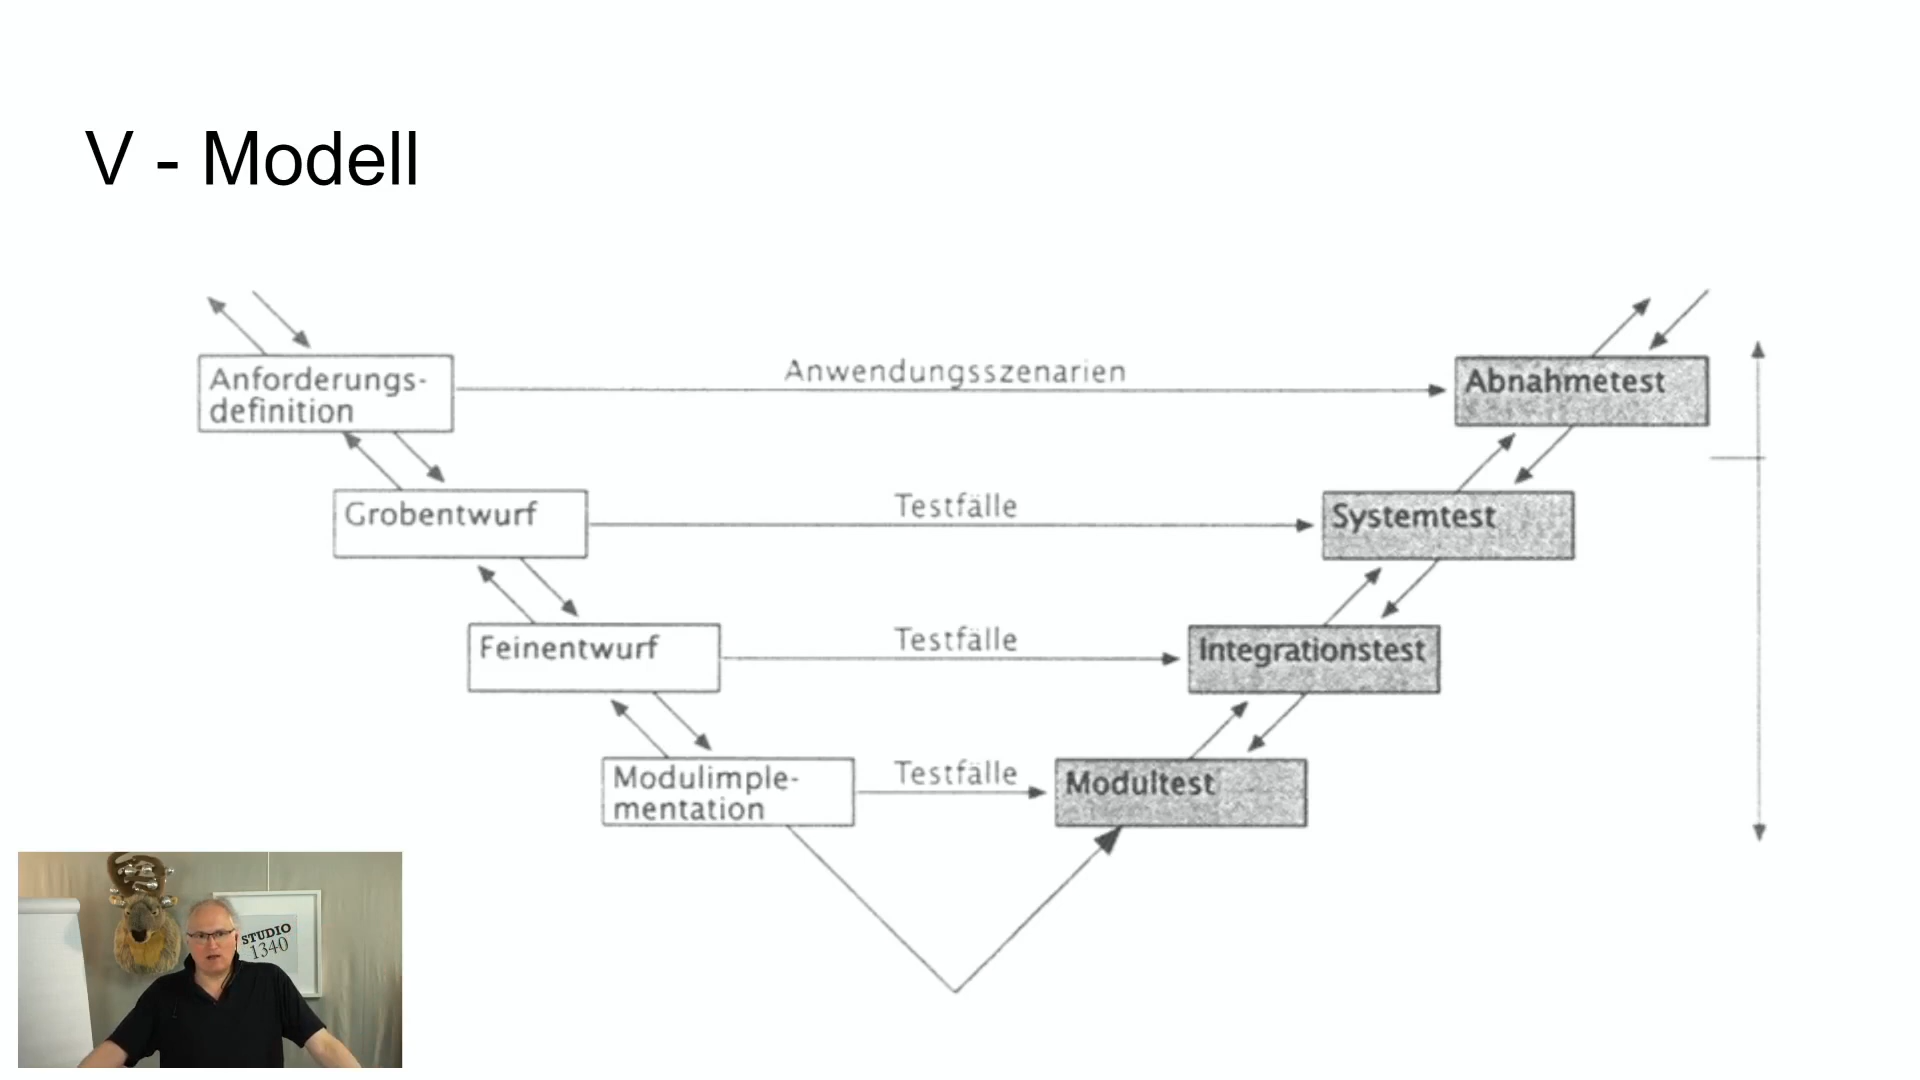 V - Modell
Anforderungs-
definition
Anwendungsszenarien
Abnahmetest
Grobentwurf
Testfälle
Systemtest
Feinentwurf
Testfälle
Integrationstest
Modulimple-
mentation
Testfälle
Modultest
STUDIO
1340